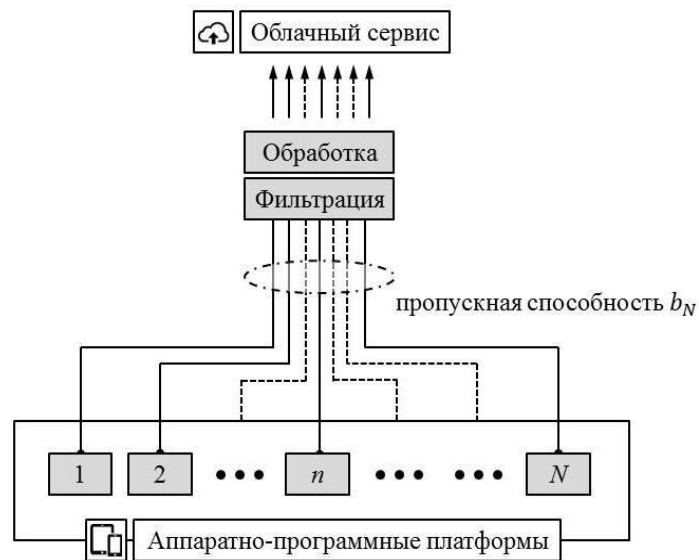 Облачный сервис
Обработка
Фильтрация
пропускная способность b_N
1 2 ••• n ••• ••• N
Аппаратно-программные платформы